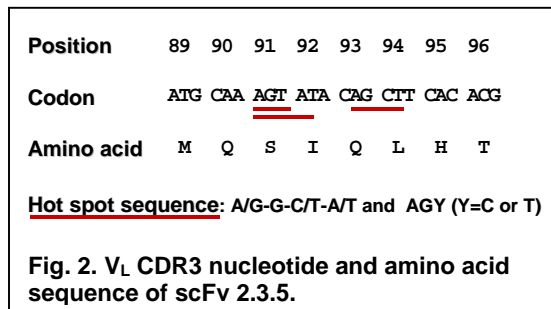 Position 89 90 91 92 93 94 95 96
Codon ATG CAA AGT ATA CAG CTT CAC ACG
Amino acid M Q S I Q L H T
Hot spot sequence: A/G-G-C/T-A/T and AGY (Y=C or T)
Fig. 2. VL CDR3 nucleotide and amino acid
sequence of scFv 2.3.5.